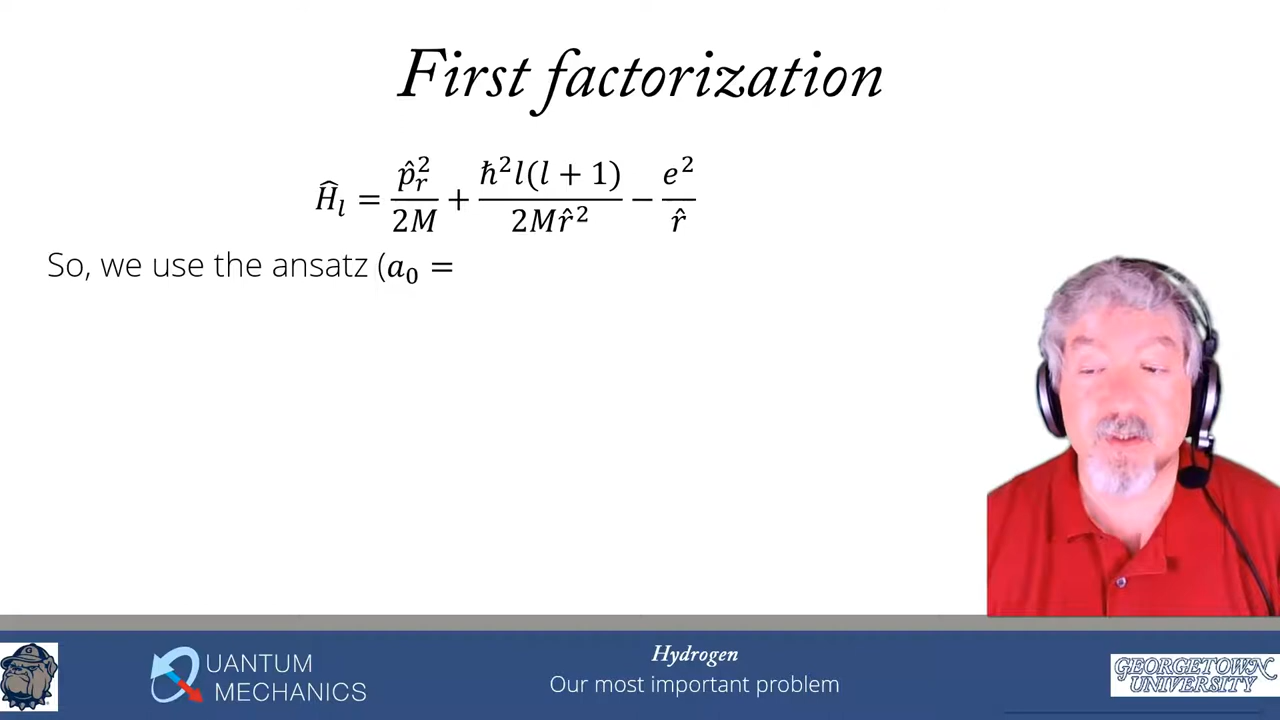 First factorization
Ĥ_l = p̂_r²/2M + ħ²l(l + 1)/2Mr̂² − e²/r̂
So, we use the ansatz (a₀ =
UANTUM
MECHANICS
Hydrogen
Our most important problem
GEORGETOWN
UNIVERSITY